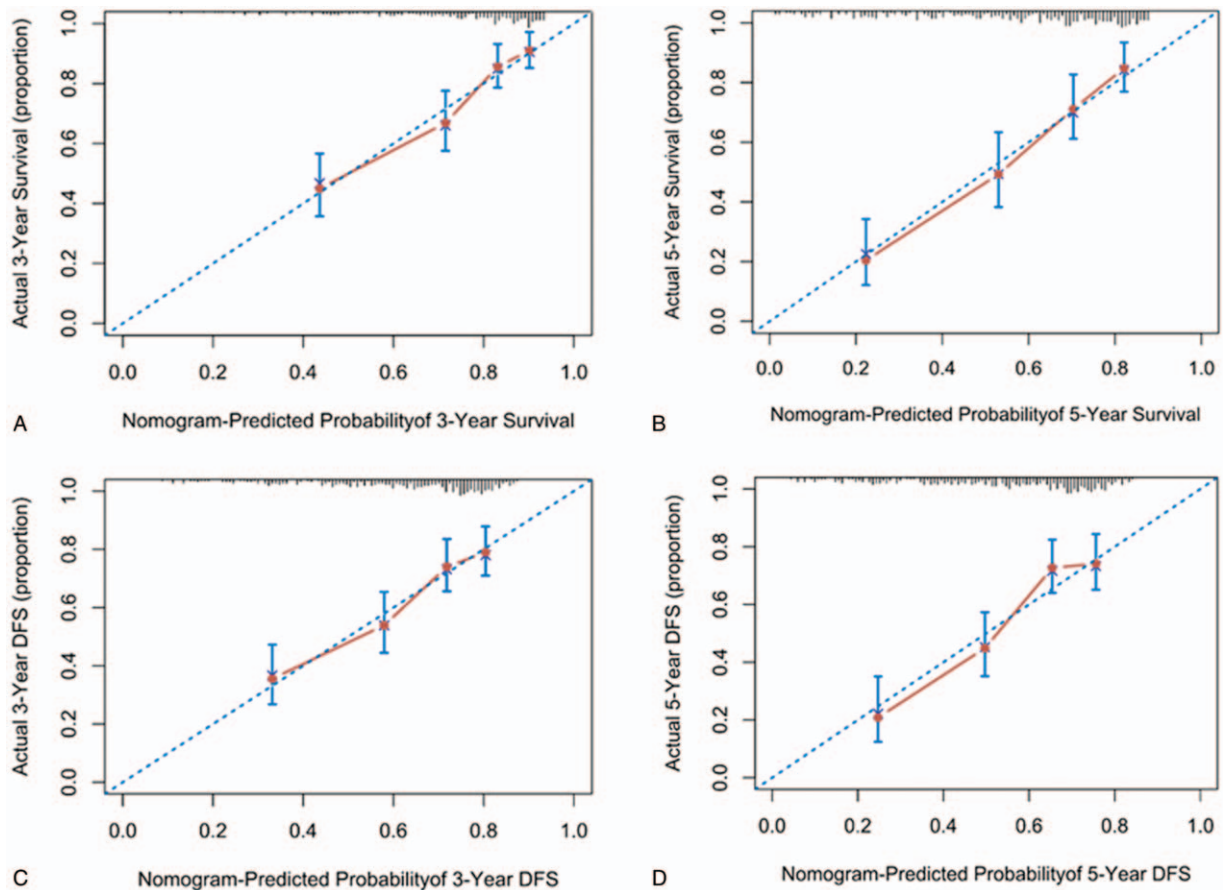 Actual 3-Year Survival (proportion)
0.0 0.2 0.4 0.6 0.8 1.0
0.0 0.2 0.4 0.6 0.8 1.0
A Nomogram-Predicted Probabilityof 3-Year Survival
Actual 5-Year Survival (proportion)
0.0 0.2 0.4 0.6 0.8 1.0
0.0 0.2 0.4 0.6 0.8 1.0
B Nomogram-Predicted Probabilityof 5-Year Survival
Actual 3-Year DFS (proportion)
0.0 0.2 0.4 0.6 0.8 1.0
0.0 0.2 0.4 0.6 0.8 1.0
C Nomogram-Predicted Probabilityof 3-Year DFS
Actual 5-Year DFS (proportion)
0.0 0.2 0.4 0.6 0.8 1.0
0.0 0.2 0.4 0.6 0.8 1.0
D Nomogram-Predicted Probabilityof 5-Year DFS